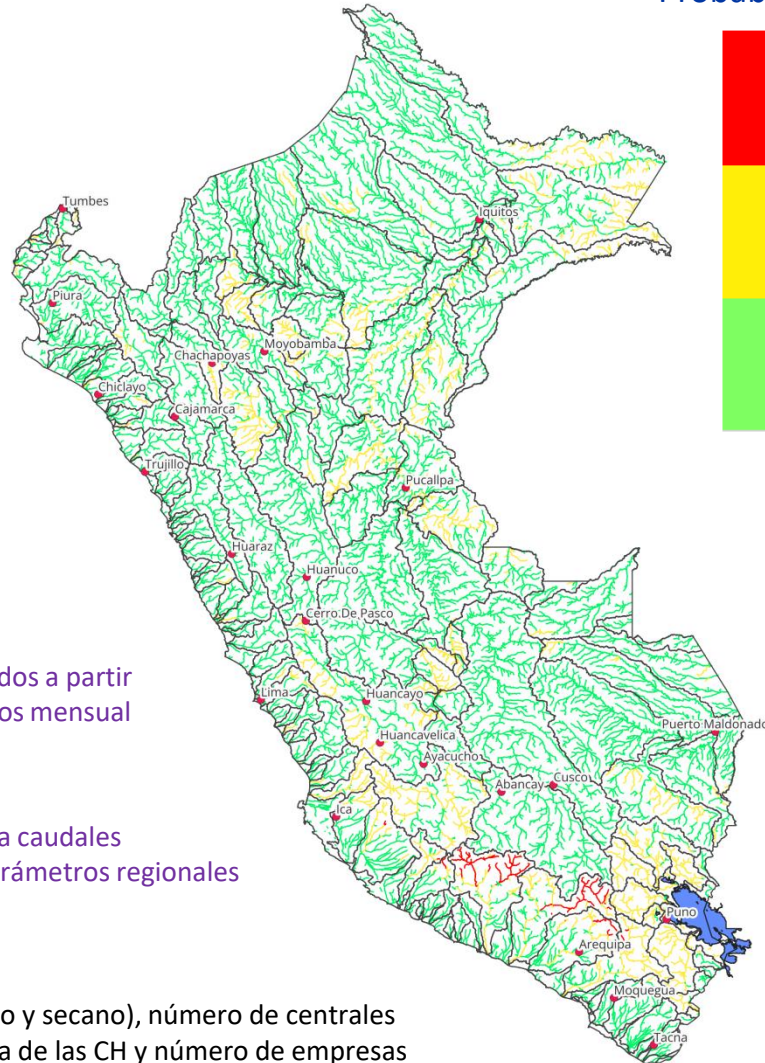 Probab
Tumbes
Iquitos
Piura
Moyobamba
Chachapoyas
Chiclayo
Cajamarca
Trujillo
Pucallpa
Huaraz
Huanuco
Cerro De Pasco
dos a partir
os mensual
Lima
Huancayo
Puerto Maldonado
Huancavelica
Ayacucho
Abancay
Cusco
Ica
a caudales
rámetros regionales
Puno
Arequipa
Moquegua
o y secano), número de centrales
Tacna
a de las CH y número de empresas